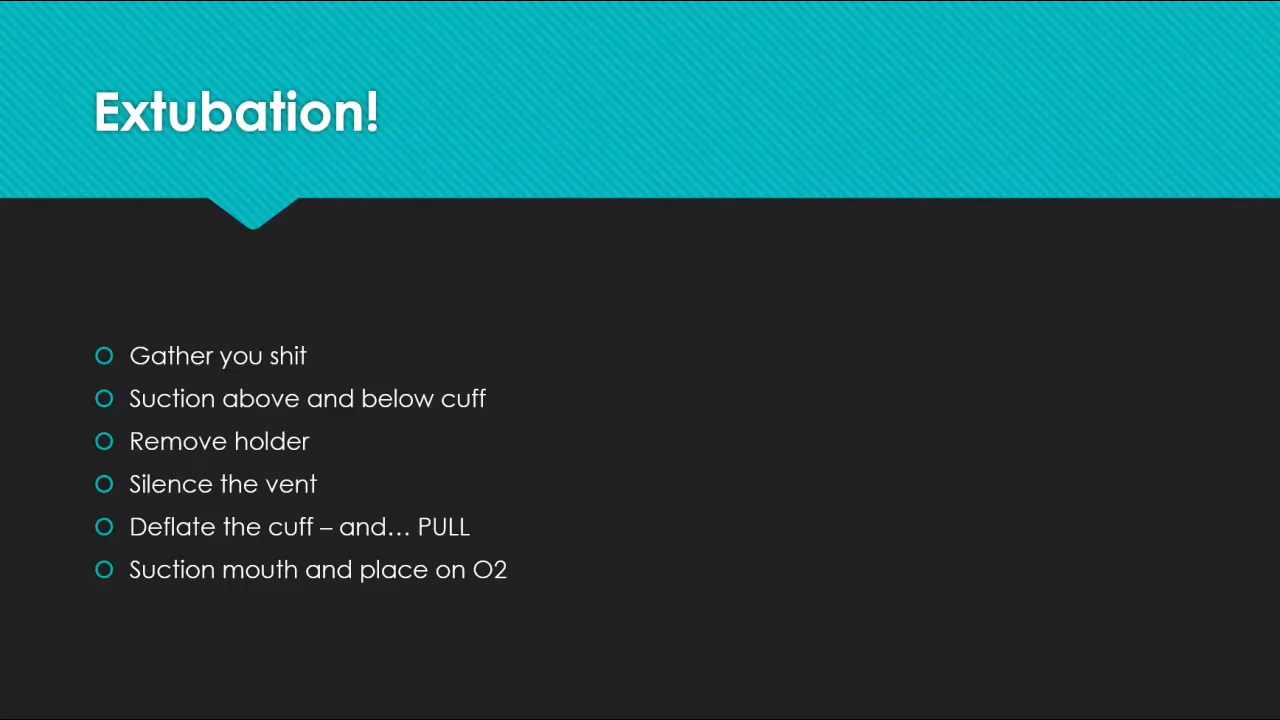 Extubation!
Gather you shit
Suction above and below cuff
Remove holder
Silence the vent
Deflate the cuff – and… PULL
Suction mouth and place on O2